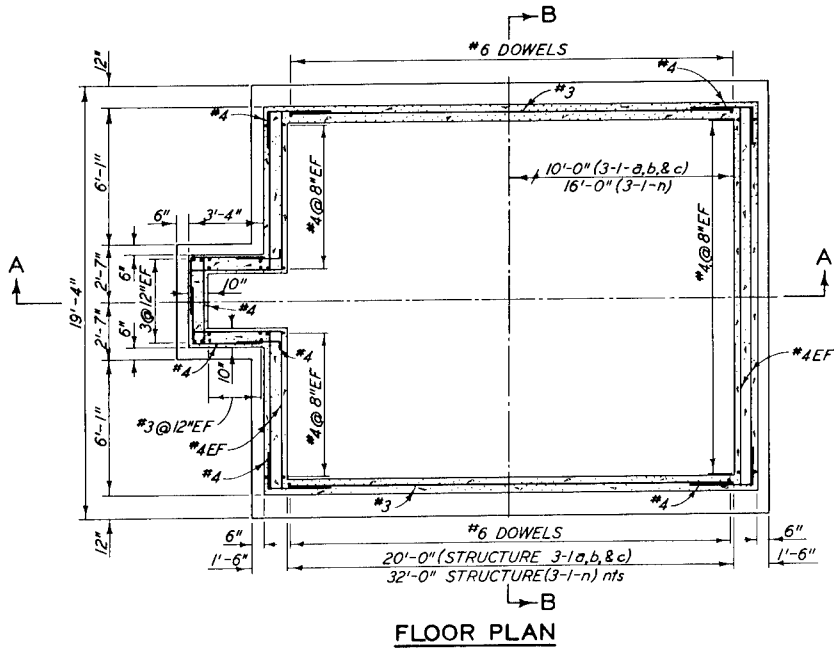 B
#6 DOWELS
12"
#4
#3
#4
6'-1"
#4@8"EF
10'-0" (3-1-a,b,& c)
16'-0" (3-1-n)
6"
3'-4"
#4@8"EF
A
A
19'-4"
2'-7"
6"
3@12"EF
10"
#4
2'-7"
6"
#4
10"
#4
#4EF
#4@8"EF
6'-1"
#3@12"EF
#4EF
#4
#3
#4
12"
6"
1'-6"
#6 DOWELS
20'-0" (STRUCTURE 3-1a,b,& c)
32'-0" STRUCTURE(3-1-n) nts
6"
1'-6"
B
FLOOR PLAN